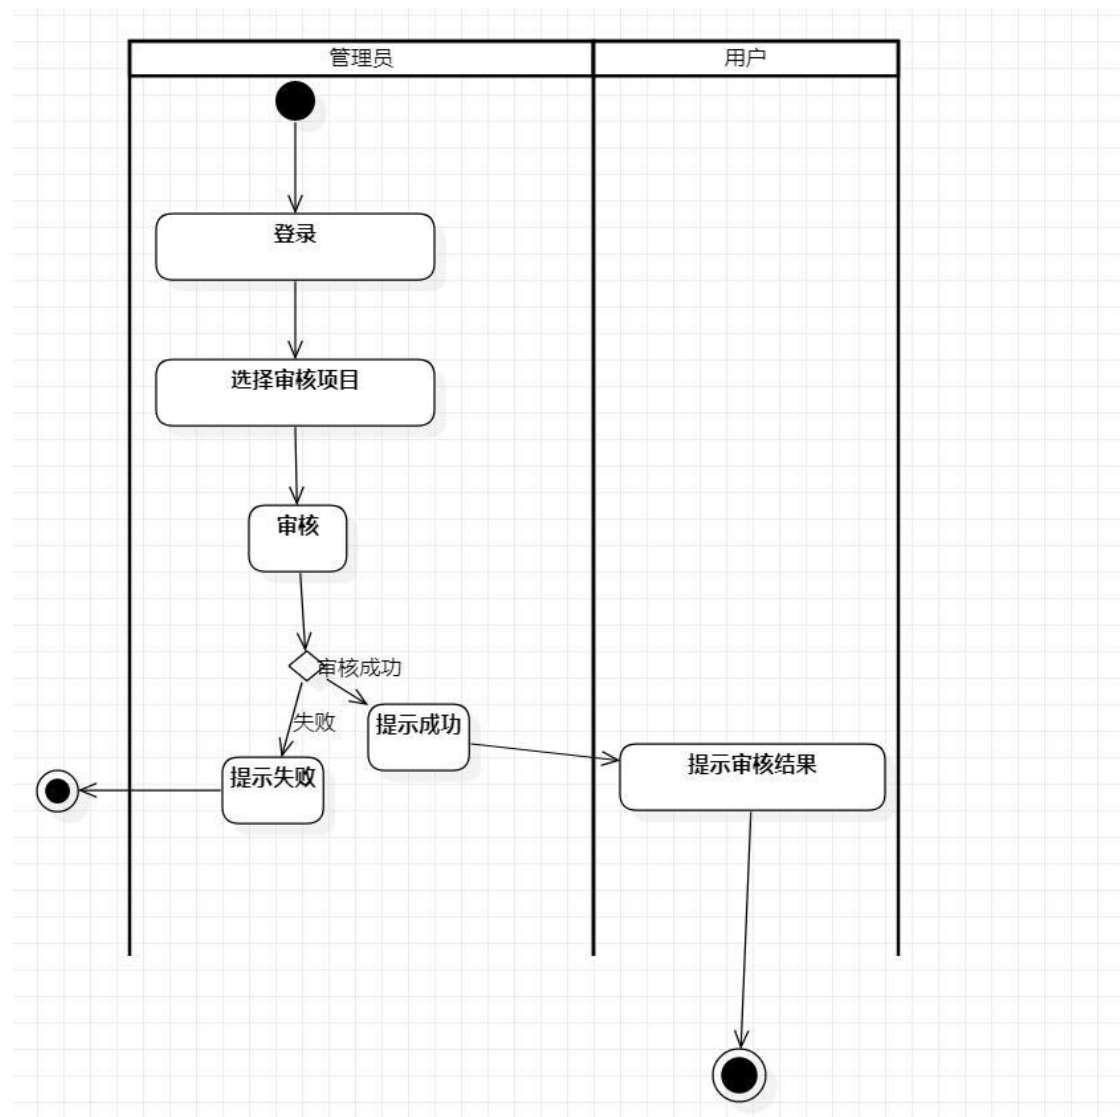 管理员
用户
登录
选择审核项目
审核
审核成功
失败
提示成功
提示失败
提示审核结果